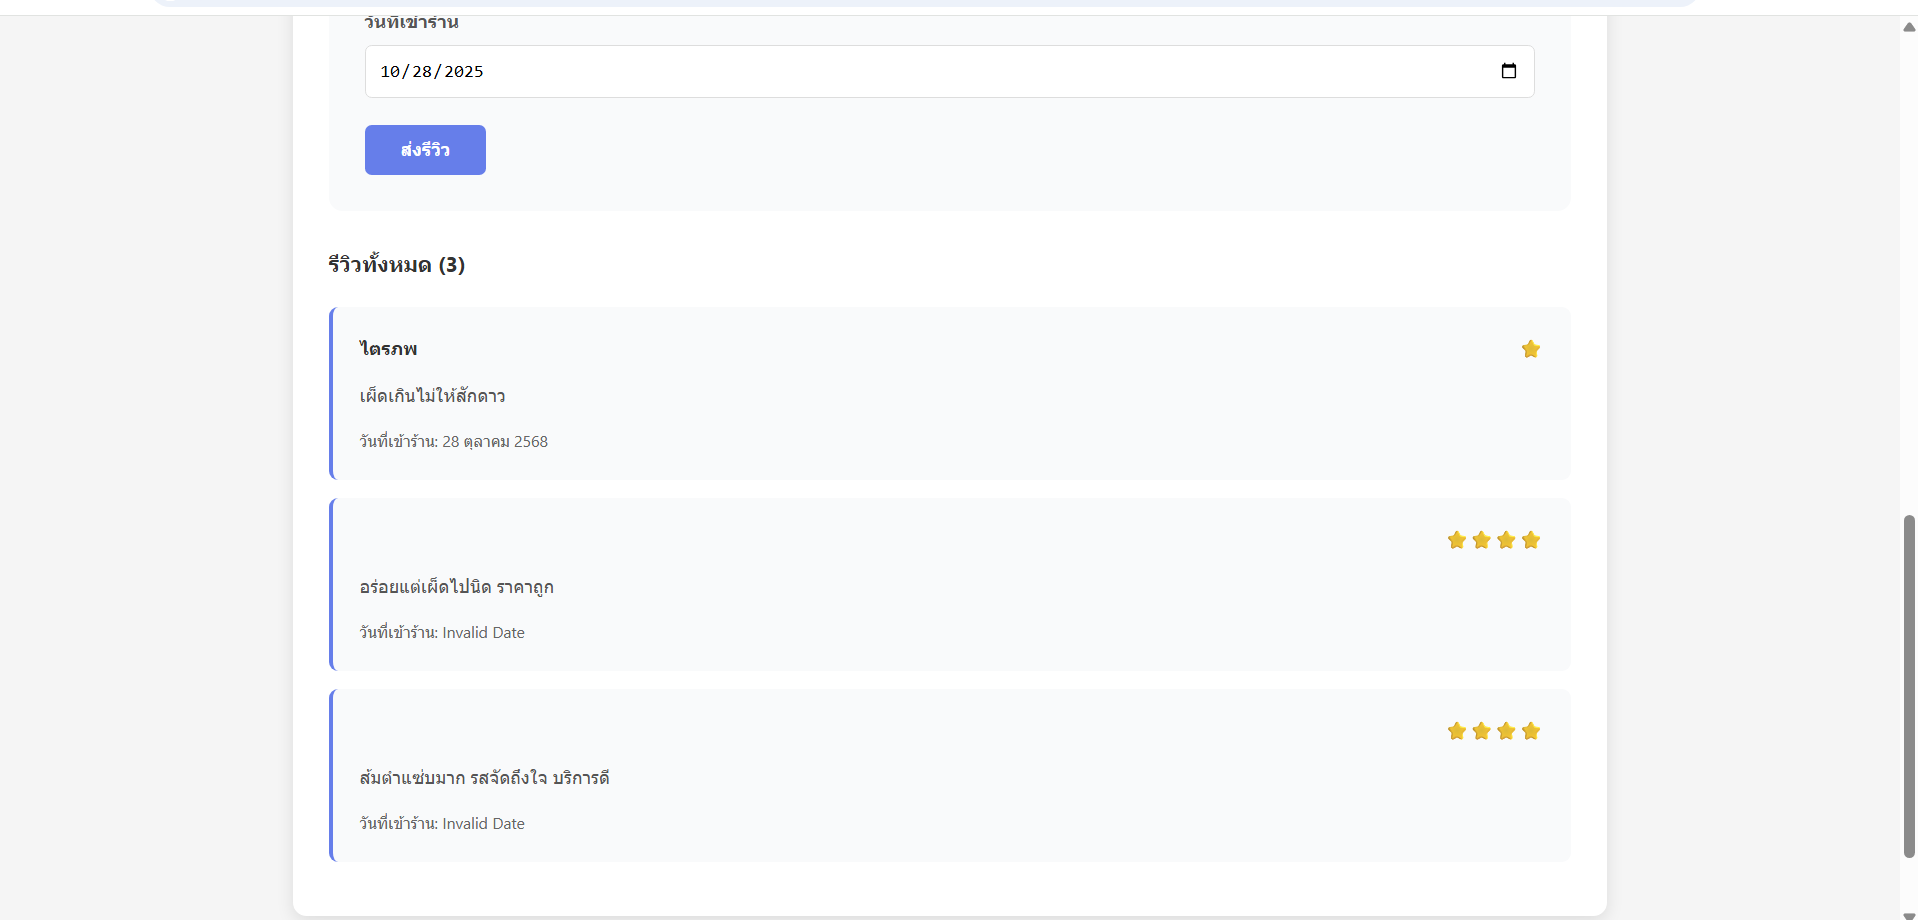 วันที่เข้าร้าน
10/28/2025
ส่งรีวิว
รีวิวทั้งหมด (3)
ไตรภพ
เผ็ดเกินไม่ให้สักดาว
วันที่เข้าร้าน: 28 ตุลาคม 2568
อร่อยแต่เผ็ดไปนิด ราคาถูก
วันที่เข้าร้าน: Invalid Date
ส้มตำแซ่บมาก รสจัดถึงใจ บริการดี
วันที่เข้าร้าน: Invalid Date